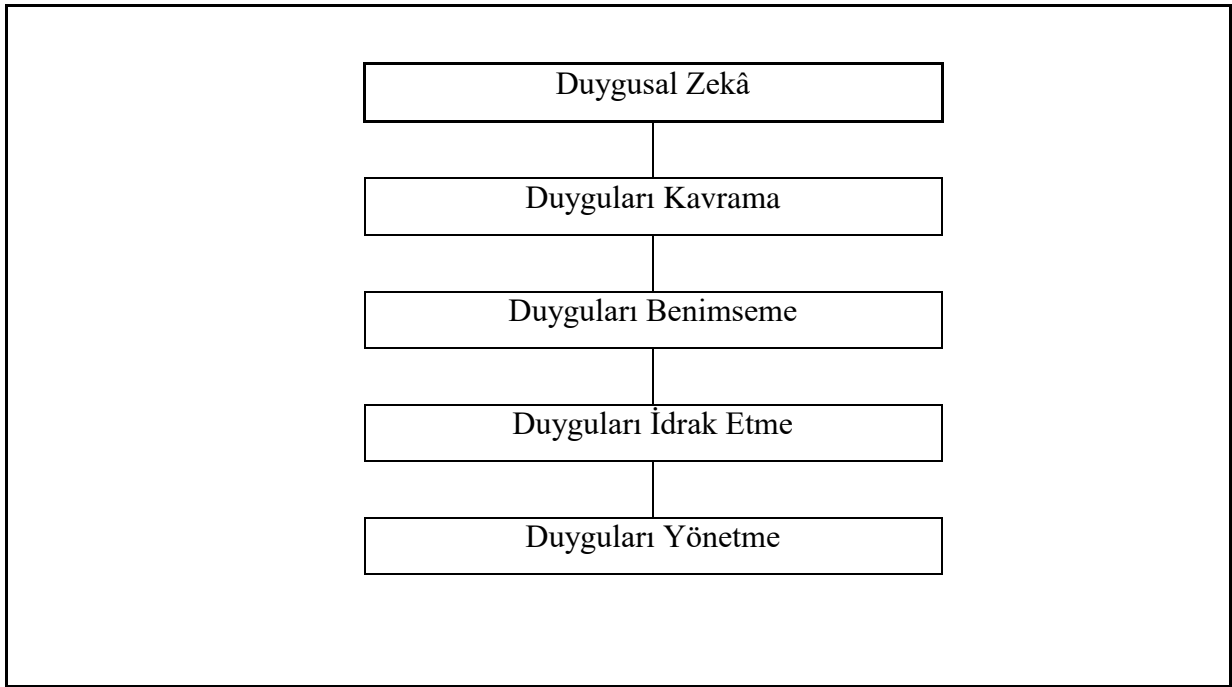 Duygusal Zekâ
Duyguları Kavrama
Duyguları Benimseme
Duyguları İdrak Etme
Duyguları Yönetme